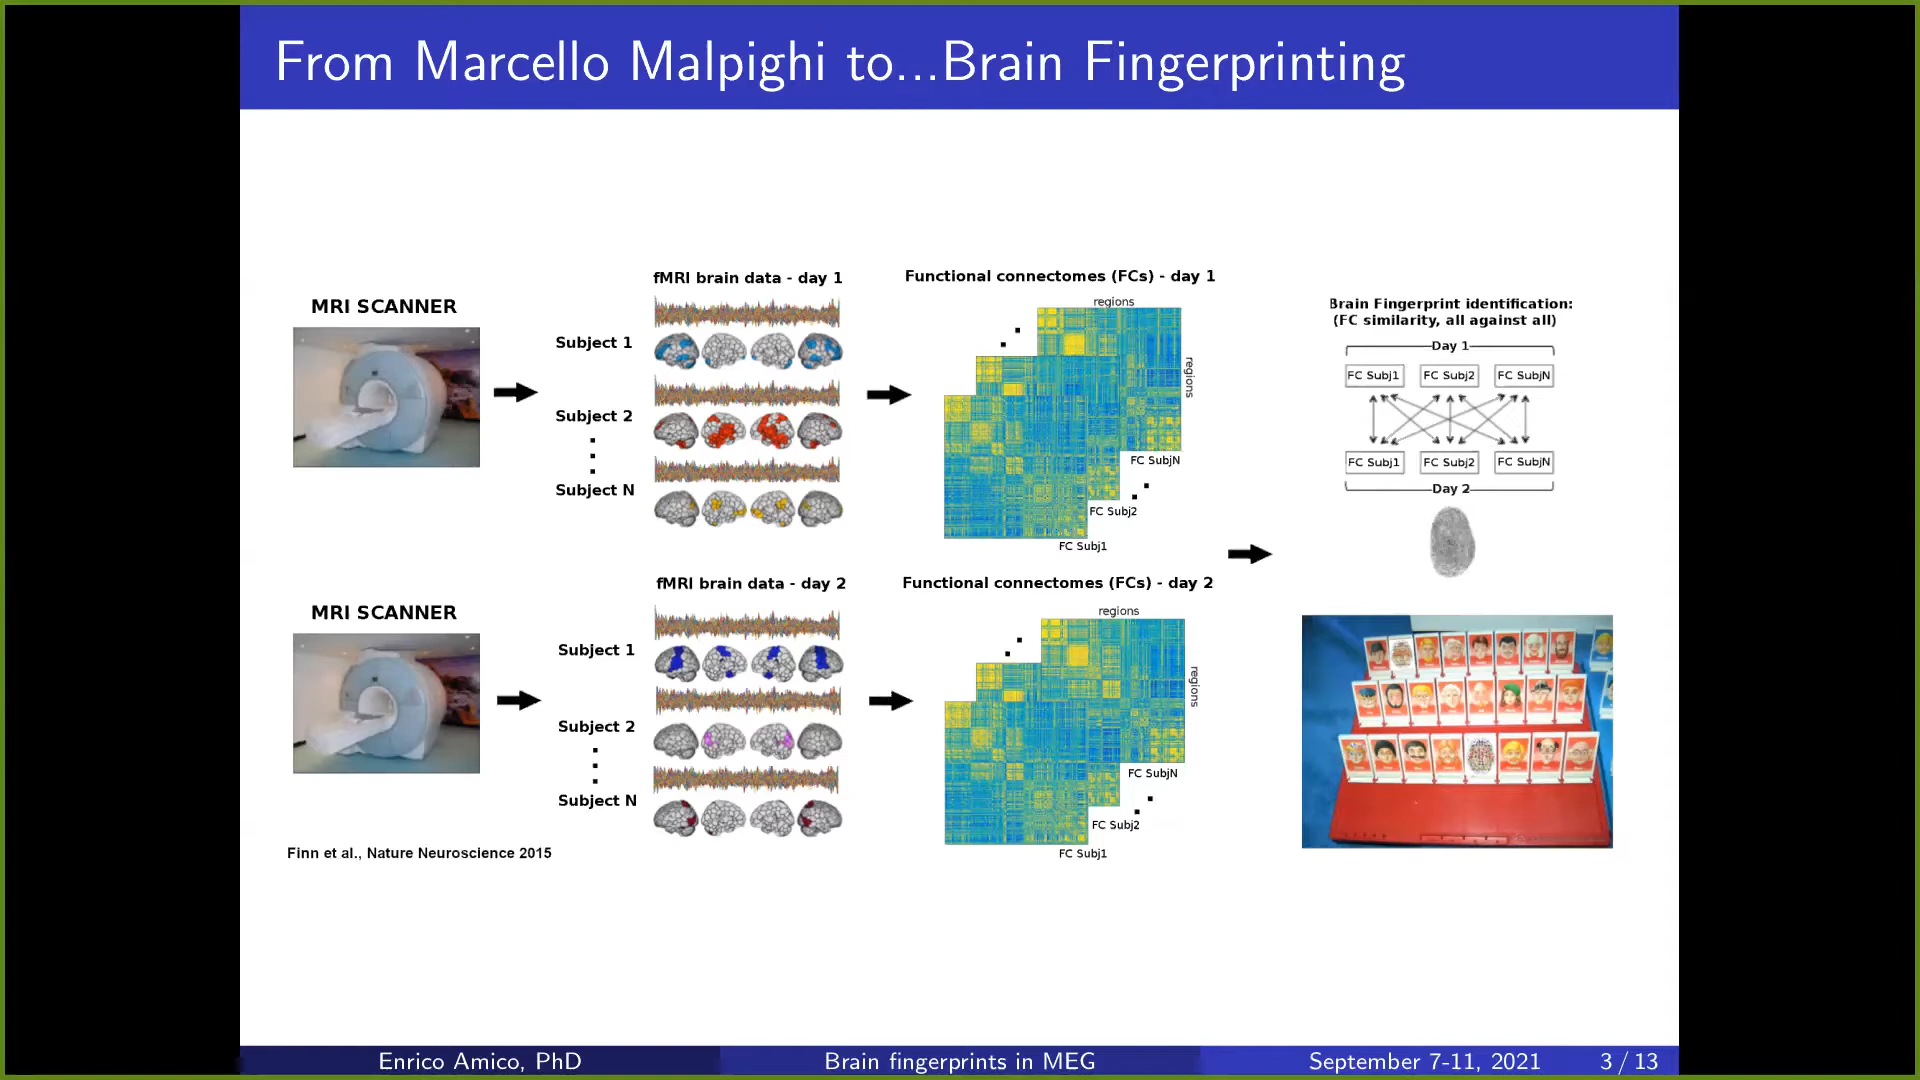 From Marcello Malpighi to...Brain Fingerprinting
MRI SCANNER
fMRI brain data - day 1
Subject 1
Subject 2
Subject N
Functional connectomes (FCs) - day 1
regions
regions
FC SubjN
FC Subj2
FC Subj1
MRI SCANNER
fMRI brain data - day 2
Subject 1
Subject 2
Subject N
Functional connectomes (FCs) - day 2
regions
regions
FC SubjN
FC Subj2
FC Subj1
Brain Fingerprint identification:
(FC similarity, all against all)
Day 1
FC Subj1 FC Subj2 FC SubjN
FC Subj1 FC Subj2 FC SubjN
Day 2
Finn et al., Nature Neuroscience 2015
Enrico Amico, PhD Brain fingerprints in MEG September 7-11, 2021 3 / 13